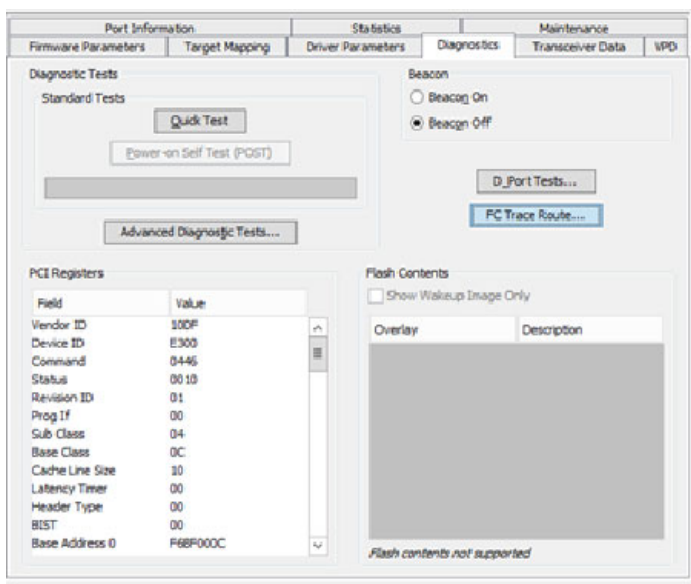 Port Information Statistics Maintenance
Firmware Parameters Target Mapping Driver Parameters Diagnostics Transceiver Data VPD
Diagnostic Tests
Standard Tests
Quick Test
Power-on Self Test (POST)
Advanced Diagnostic Tests....
Beacon
Beacon On
Beacon Off
D_Port Tests...
FC Trace Route....
PCI Registers
Field Value
Vendor ID 10DF
Device ID E300
Command 0446
Status 0010
Revision ID 01
Prog If 00
Sub Class 04
Base Class 0C
Cache Line Size 10
Latency Timer 00
Header Type 00
BIST 00
Base Address 0 F68F000C
Flash Contents
Show Wakeup Image Only
Overlay Description
Flash contents not supported